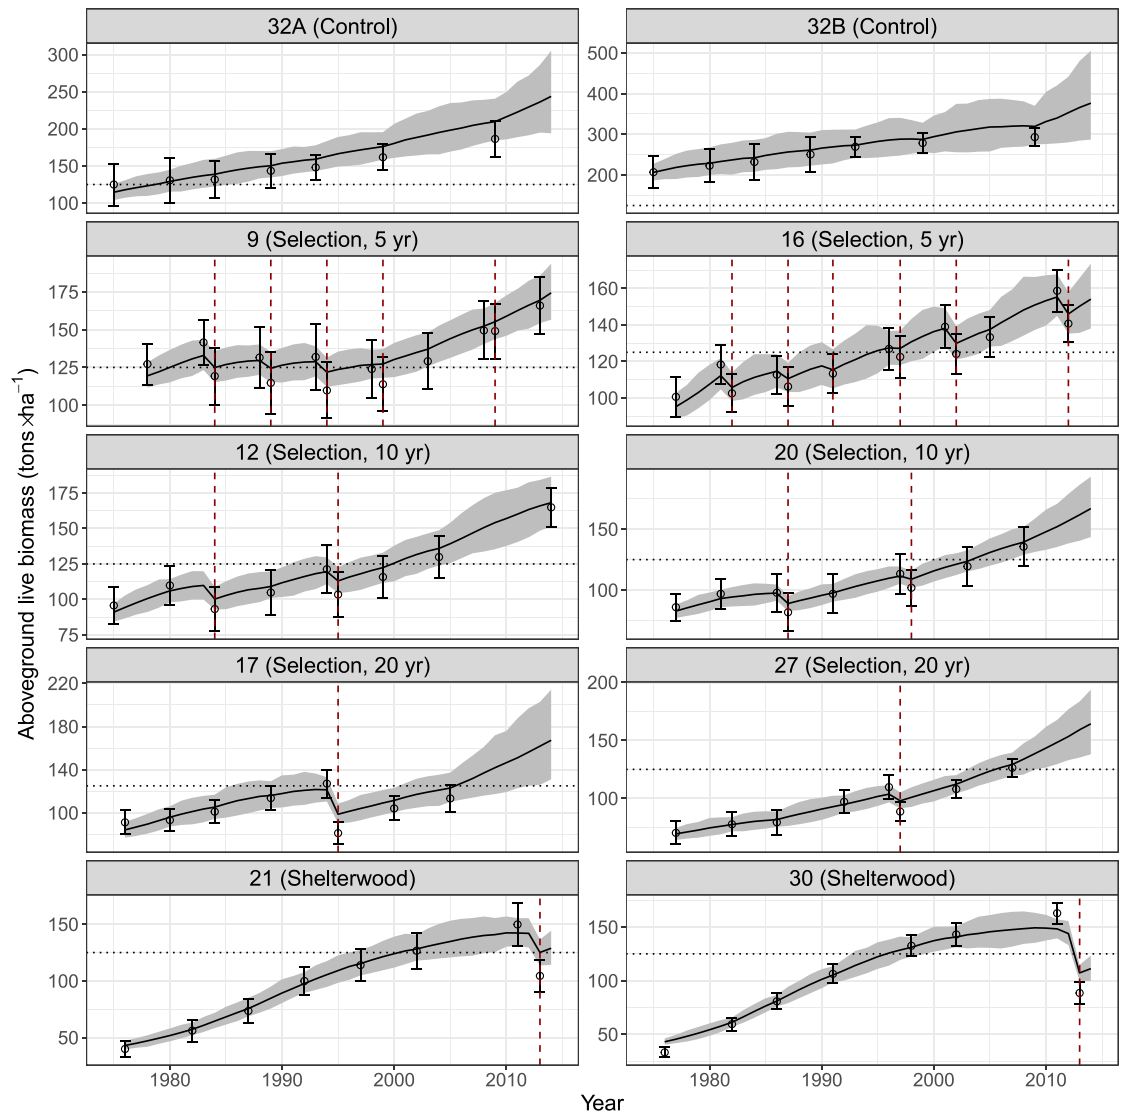 32A (Control)
32B (Control)
300
250
200
150
100
500
400
300
200
9 (Selection, 5 yr)
16 (Selection, 5 yr)
175
150
125
100
160
140
120
100
12 (Selection, 10 yr)
20 (Selection, 10 yr)
175
150
125
100
75
150
100
17 (Selection, 20 yr)
27 (Selection, 20 yr)
220
180
140
100
200
150
100
21 (Shelterwood)
30 (Shelterwood)
150
100
50
150
100
50
1980 1990 2000 2010
1980 1990 2000 2010
Year
Aboveground live biomass (tons ×ha⁻¹)